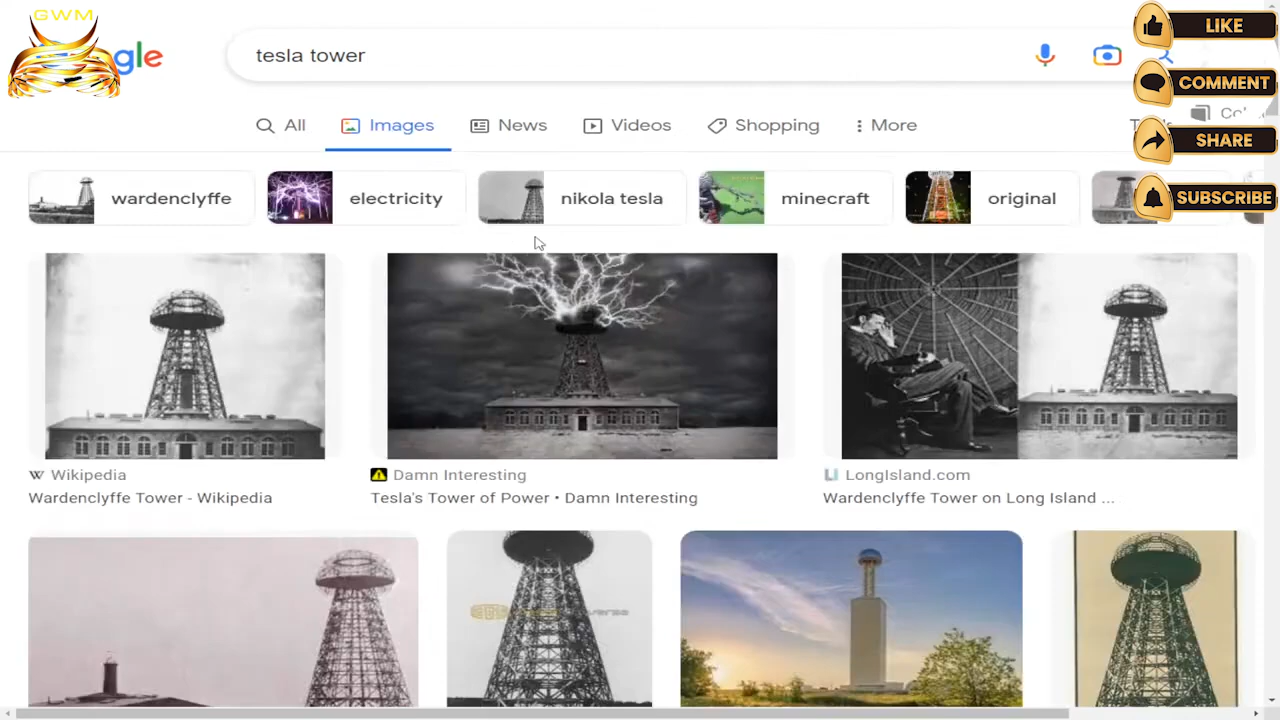 GWM
gle
tesla tower
LIKE
COMMENT
SHARE
SUBSCRIBE
All
Images
News
Videos
Shopping
More
wardenclyffe
electricity
nikola tesla
minecraft
original
Wikipedia
Wardenclyffe Tower - Wikipedia
Damn Interesting
Tesla's Tower of Power • Damn Interesting
LongIsland.com
Wardenclyffe Tower on Long Island ...